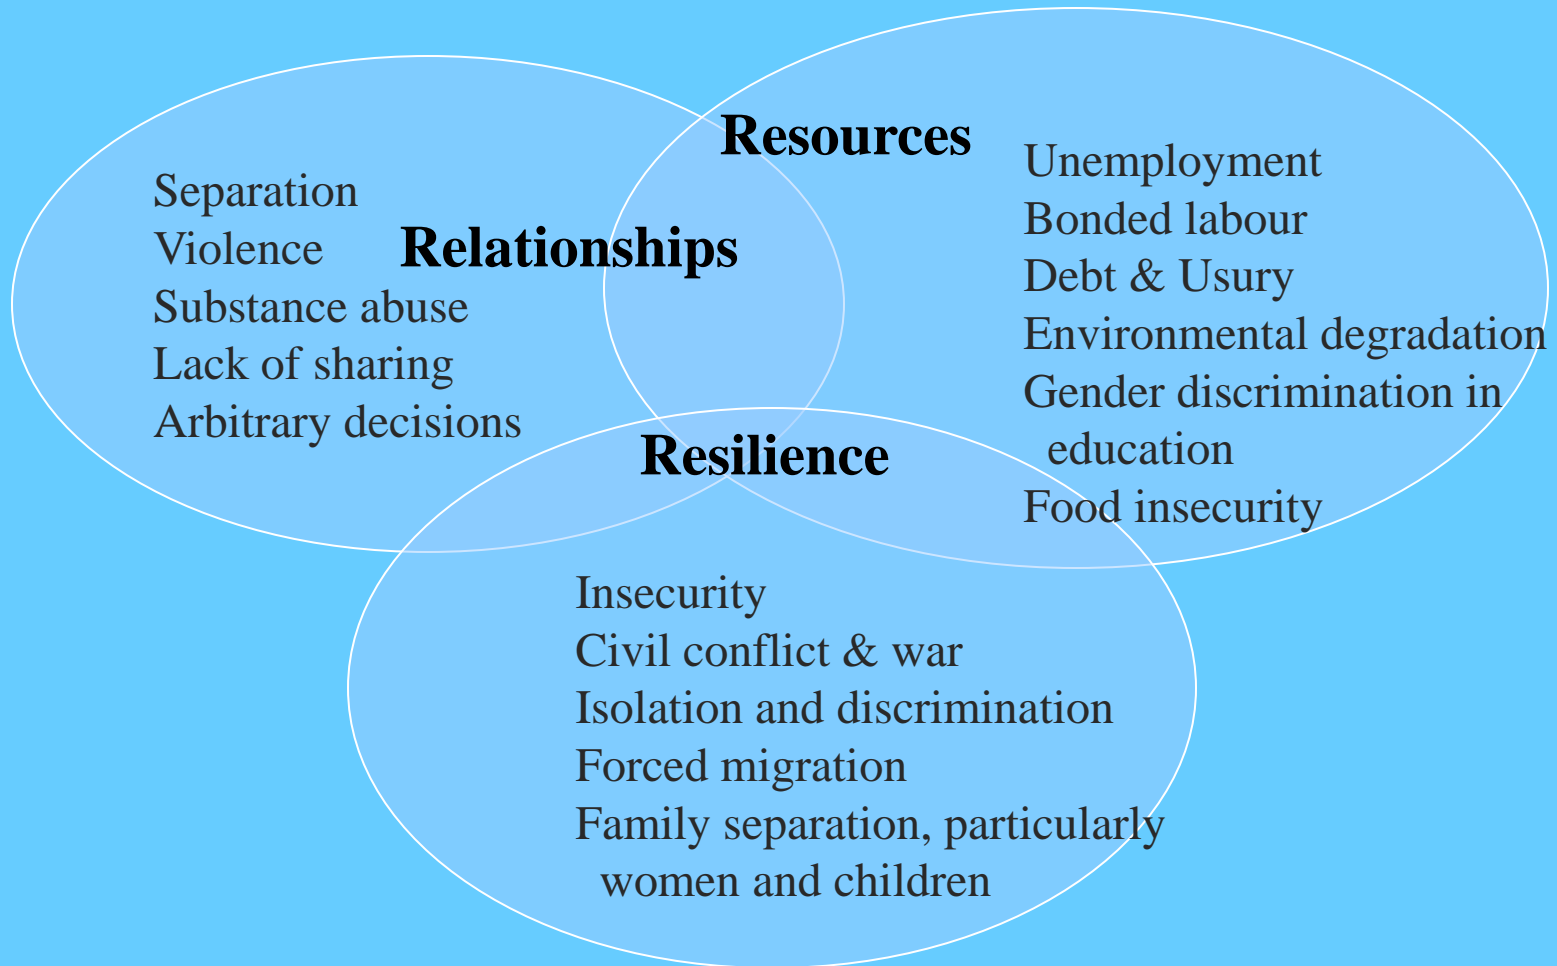 Relationships
Separation
Violence
Substance abuse
Lack of sharing
Arbitrary decisions
Resources
Unemployment
Bonded labour
Debt & Usury
Environmental degradation
Gender discrimination in
education
Food insecurity
Resilience
Insecurity
Civil conflict & war
Isolation and discrimination
Forced migration
Family separation, particularly
women and children